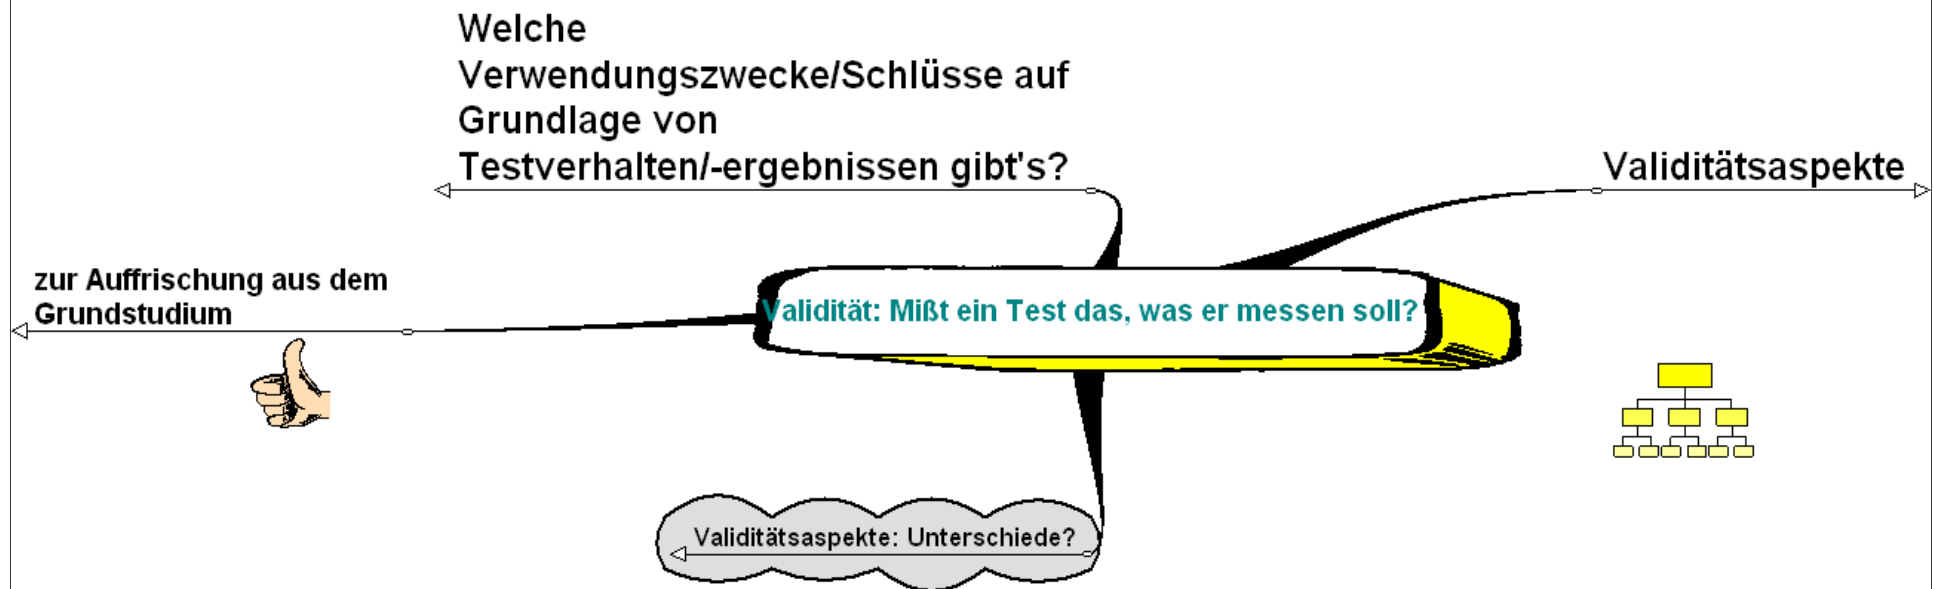 Welche
Verwendungszwecke/Schlüsse auf
Grundlage von
Testverhalten/-ergebnissen gibt's?
Validitätsaspekte
zur Auffrischung aus dem
Grundstudium
Validität: Mißt ein Test das, was er messen soll?
Validitätsaspekte: Unterschiede?